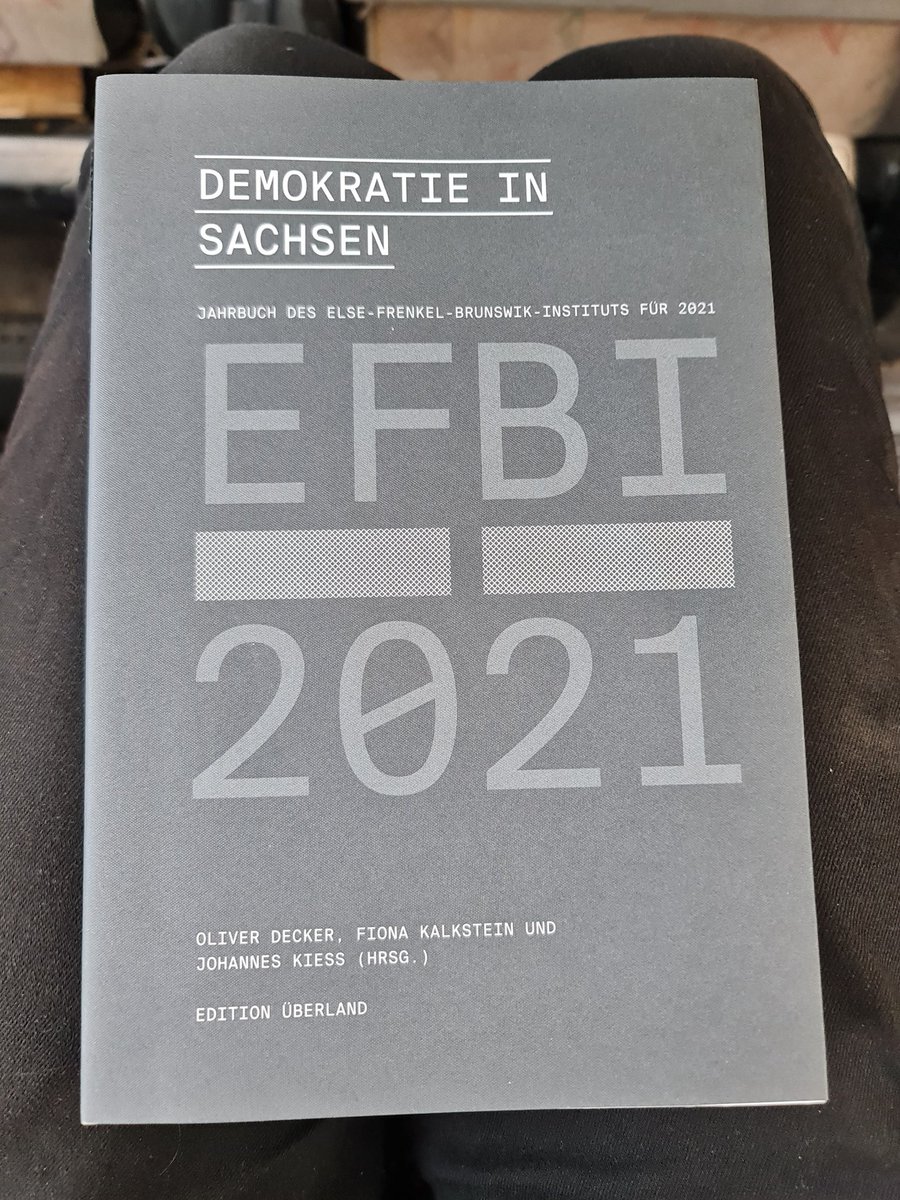 DEMOKRATIE IN
SACHSEN
JAHRBUCH DES ELSE-FRENKEL-BRUNSWIK-INSTITUTS FÜR 2021
EFBI
2021
OLIVER DECKER, FIONA KALKSTEIN UND
JOHANNES KIESS (HRSG.)
EDITION ÜBERLAND